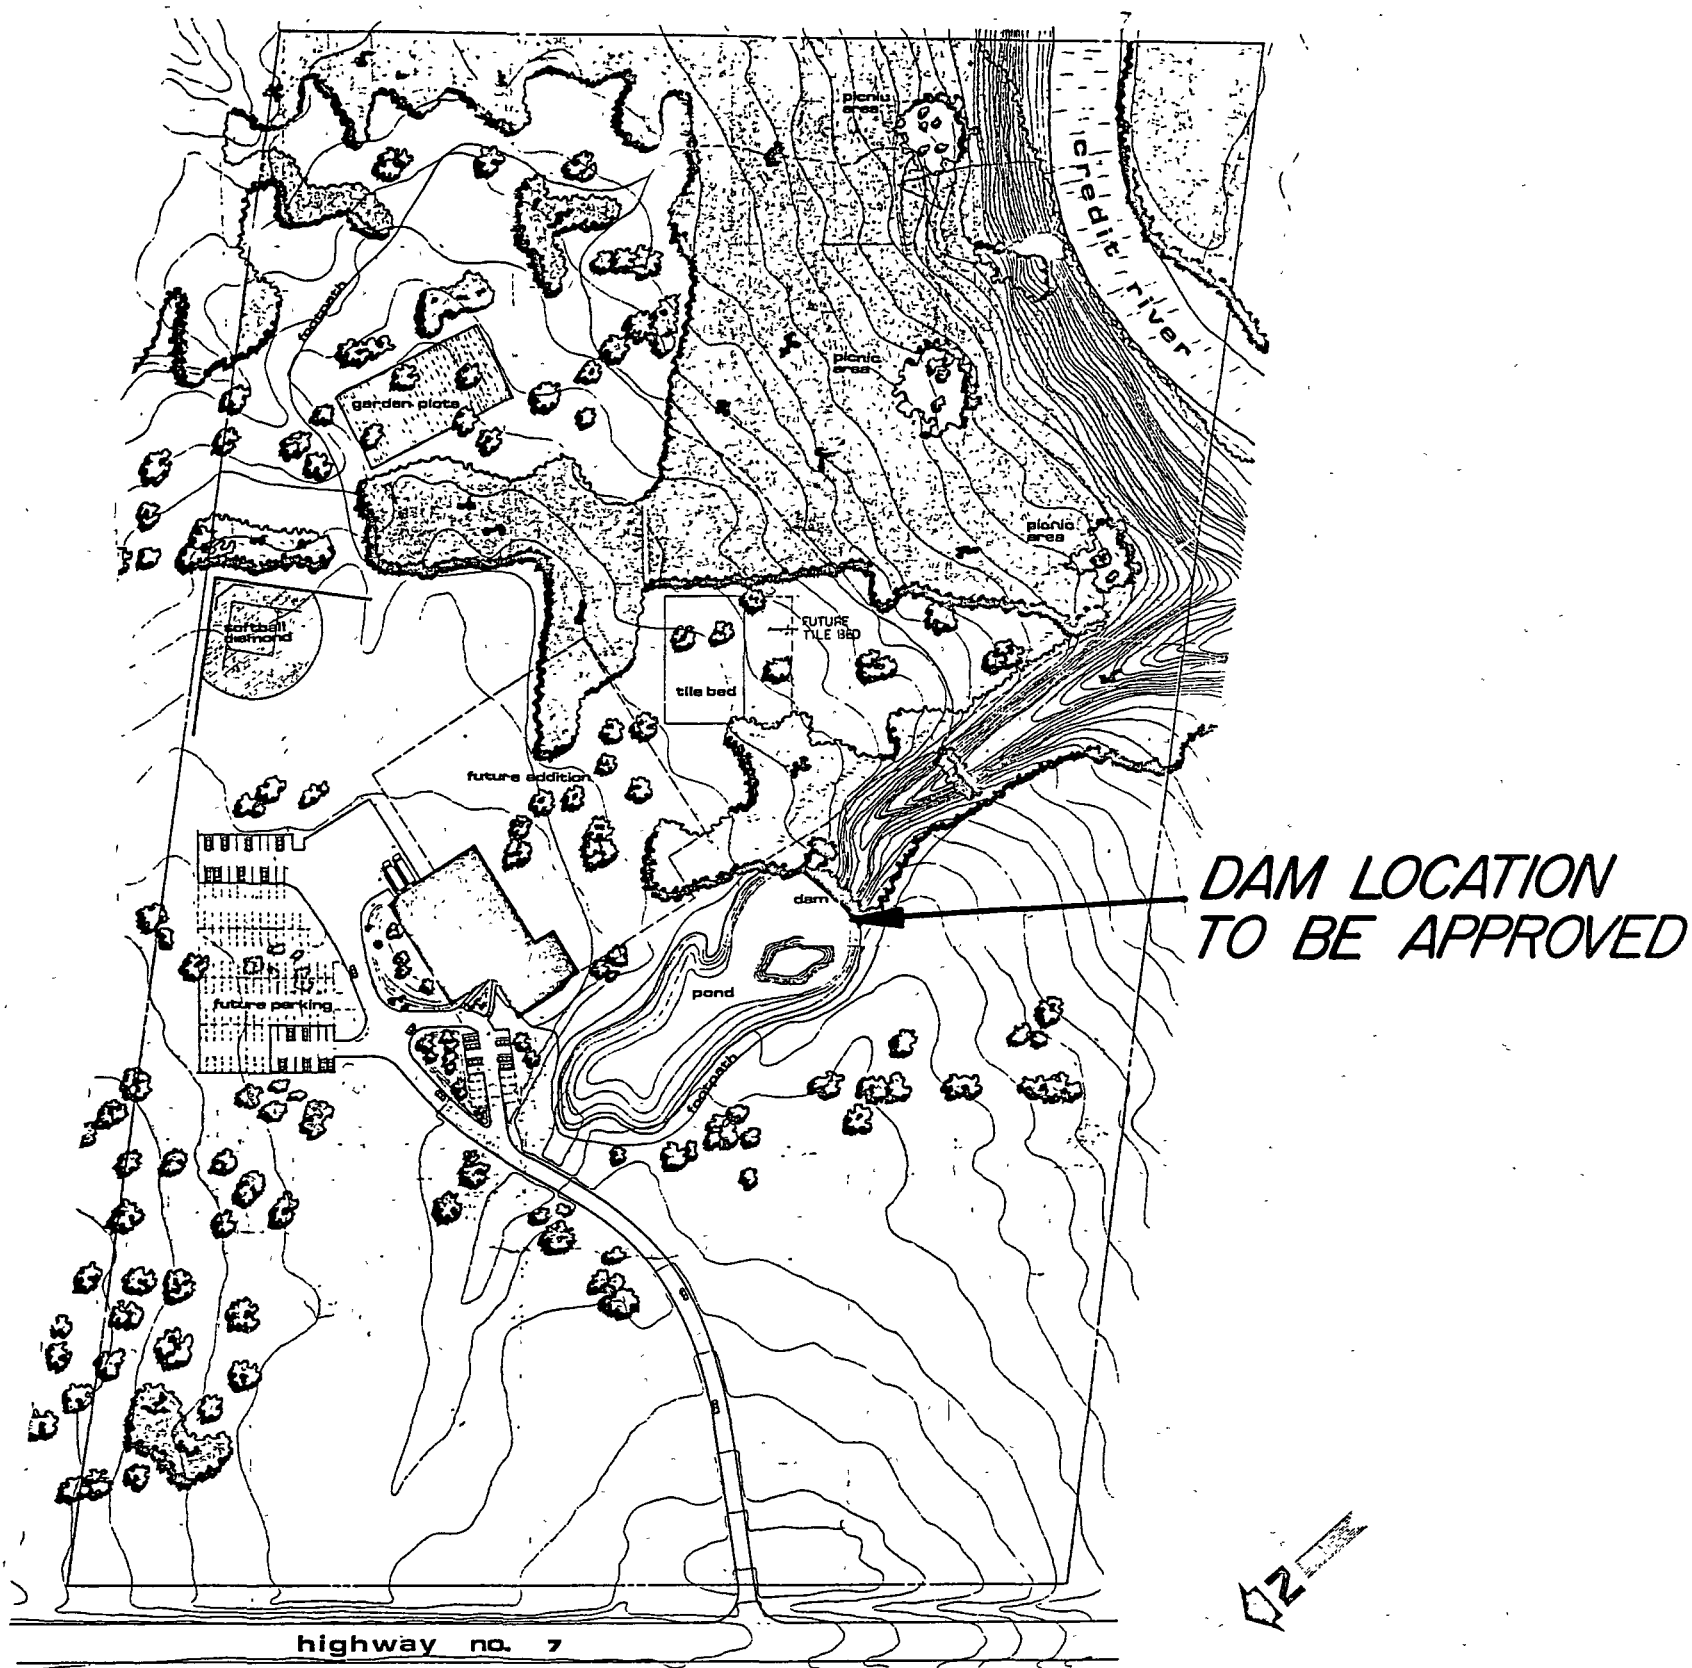 7
picnic
area
credit river
footpath
picnic
area
garden plots
picnic
area
softball
diamond
FUTURE
TILE BED
tile bed
future addition
dam
DAM LOCATION
TO BE APPROVED
pond
future parking
footpath
N
highway no. 7